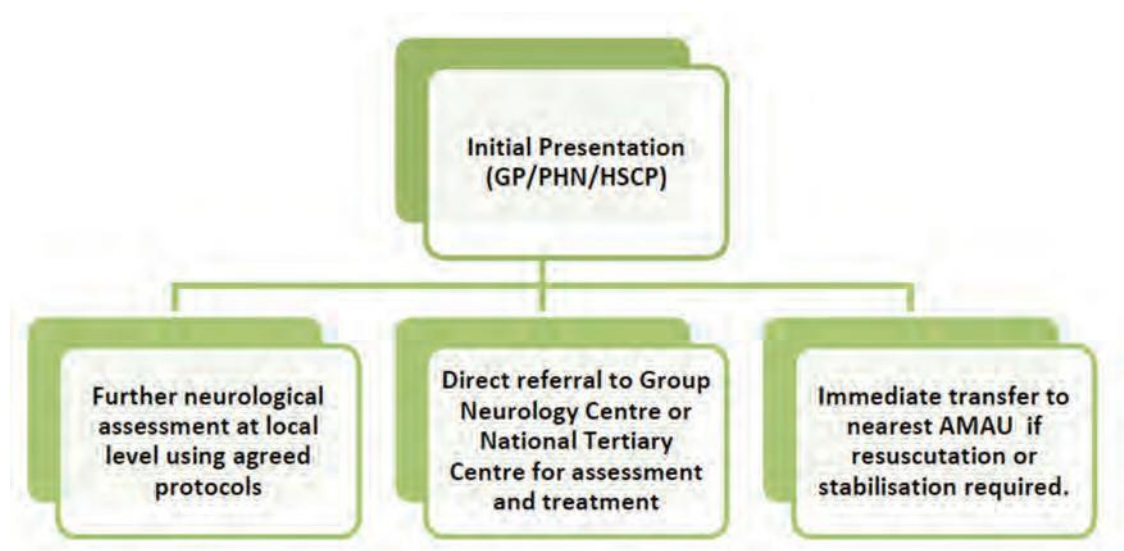 Initial Presentation
(GP/PHN/HSCP)
Further neurological
assessment at local
level using agreed
protocols
Direct referral to Group
Neurology Centre or
National Tertiary
Centre for assessment
and treatment
Immediate transfer to
nearest AMAU if
resuscutation or
stabilisation required.